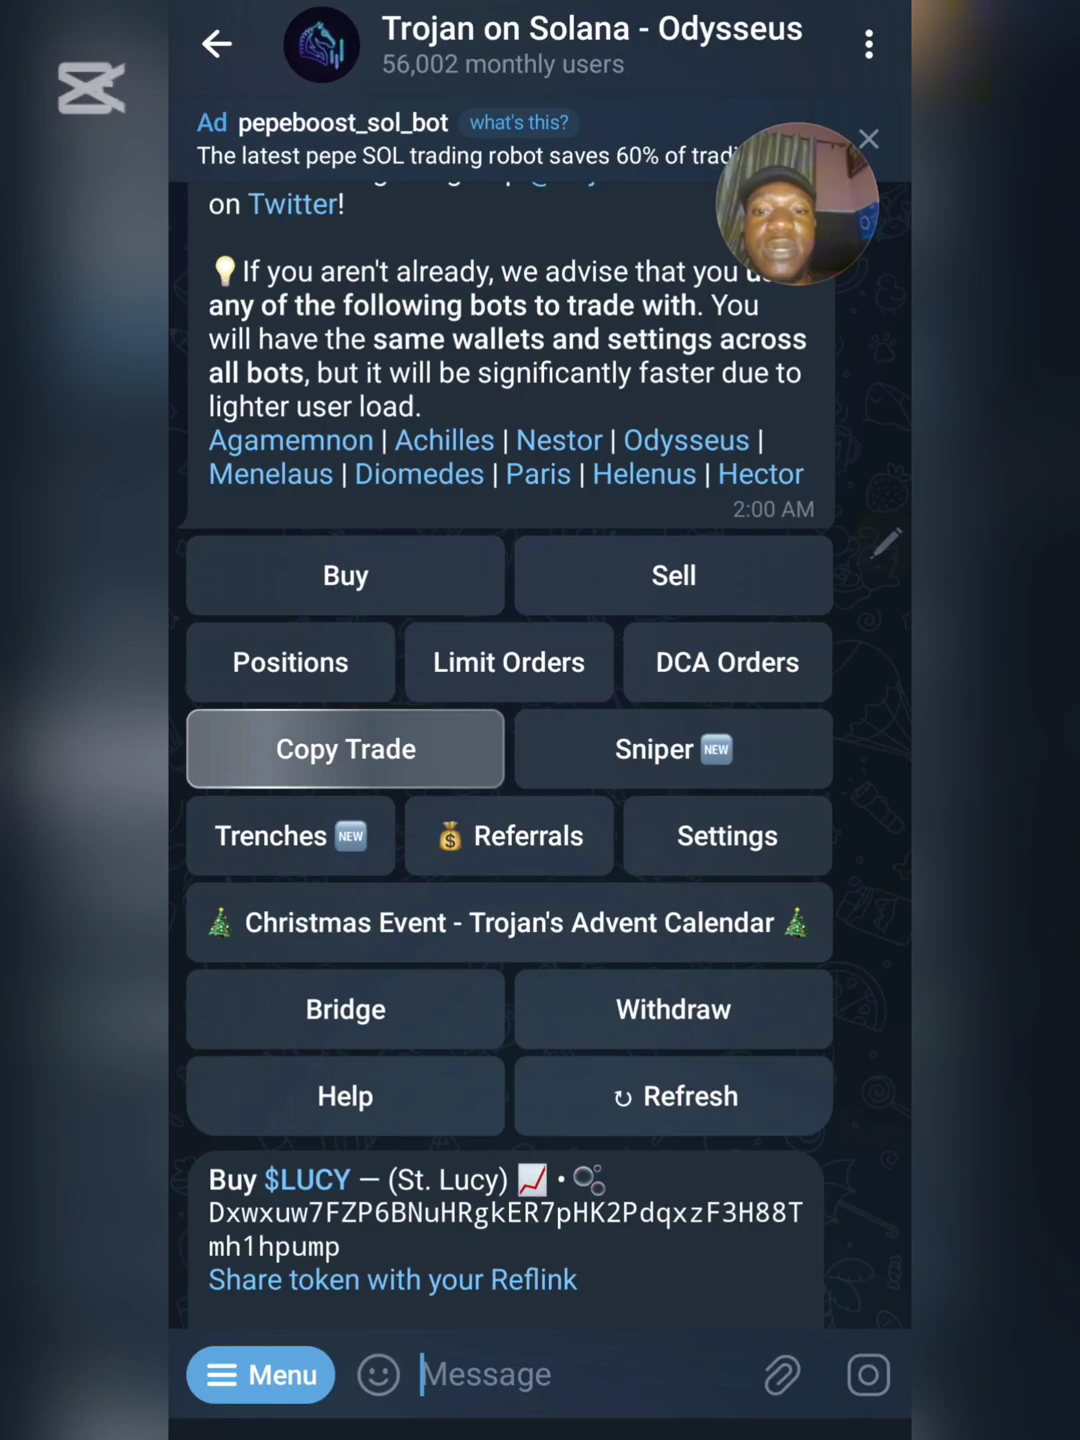 Trojan on Solana - Odysseus
56,002 monthly users
Ad pepeboost_sol_bot what's this?
The latest pepe SOL trading robot saves 60% of
on Twitter!
💡If you aren't already, we advise that you
any of the following bots to trade with. You
will have the same wallets and settings across
all bots, but it will be significantly faster due to
lighter user load.
Agamemnon | Achilles | Nestor | Odysseus |
Menelaus | Diomedes | Paris | Helenus | Hector
2:00 AM
Buy Sell
Positions Limit Orders DCA Orders
Copy Trade Sniper NEW
Trenches NEW 💰 Referrals Settings
🎄 Christmas Event - Trojan's Advent Calendar 🎄
Bridge Withdraw
Help ↻ Refresh
Buy $LUCY — (St. Lucy) 📈 • 🫧
Dxwxuw7FZP6BNuHRgkER7pHK2PdqxzF3H88T
mh1hpump
Share token with your Reflink
Menu Message